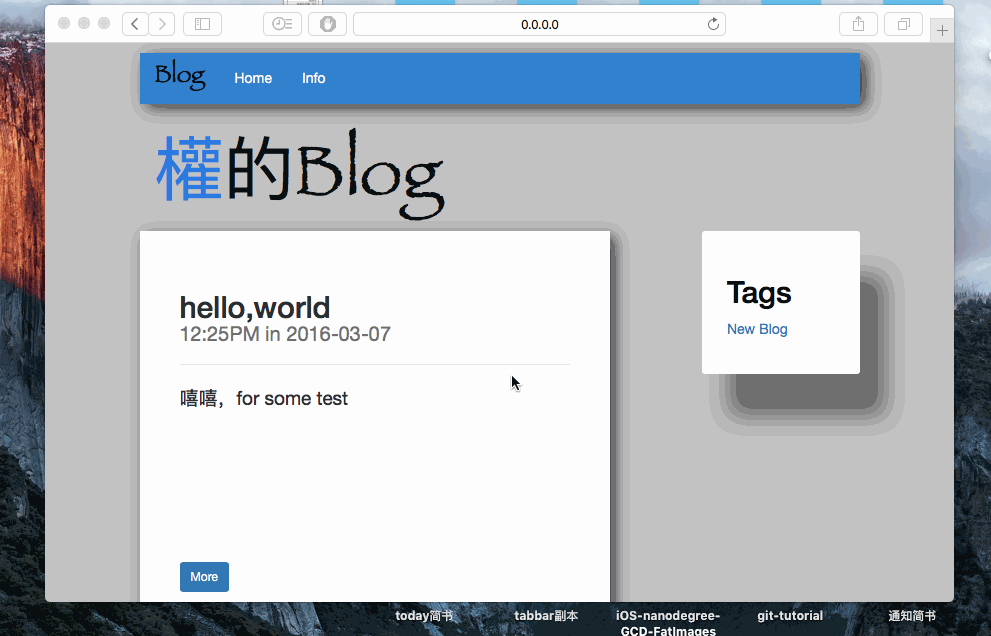 0.0.0.0
Blog Home Info
權的Blog
hello,world
12:25PM in 2016-03-07
嘻嘻，for some test
More
Tags
New Blog
today简书
tabbar副本
iOS-nanodegree-
GCD-FatImages
git-tutorial
通知简书